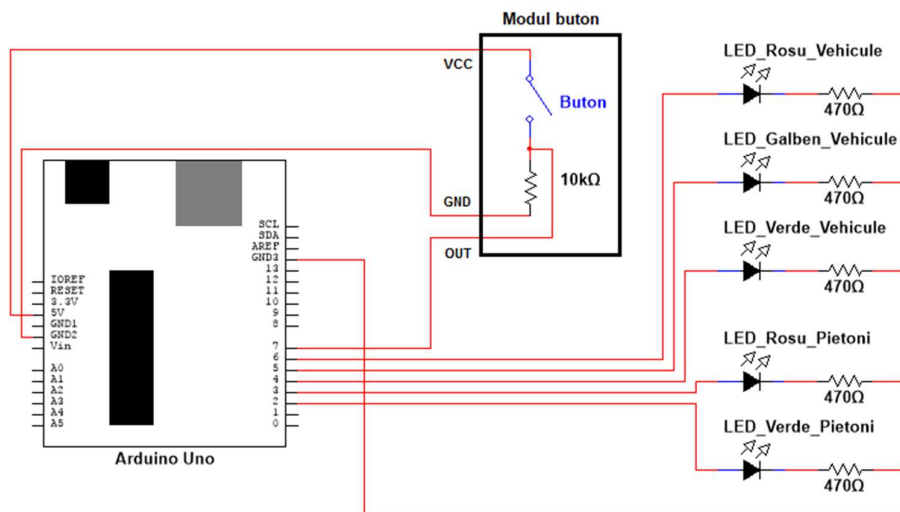 Modul buton
VCC
Buton
10kΩ
GND
OUT
LED_Rosu_Vehicule
470Ω
LED_Galben_Vehicule
470Ω
LED_Verde_Vehicule
470Ω
LED_Rosu_Pietoni
470Ω
LED_Verde_Pietoni
470Ω
IOREF
RESET
3.3V
5V
GND1
GND2
Vin
A0
A1
A2
A3
A4
A5
SCL
SDA
AREF
GND3
13
12
11
10
9
8
7
6
5
4
3
2
1
0
Arduino Uno